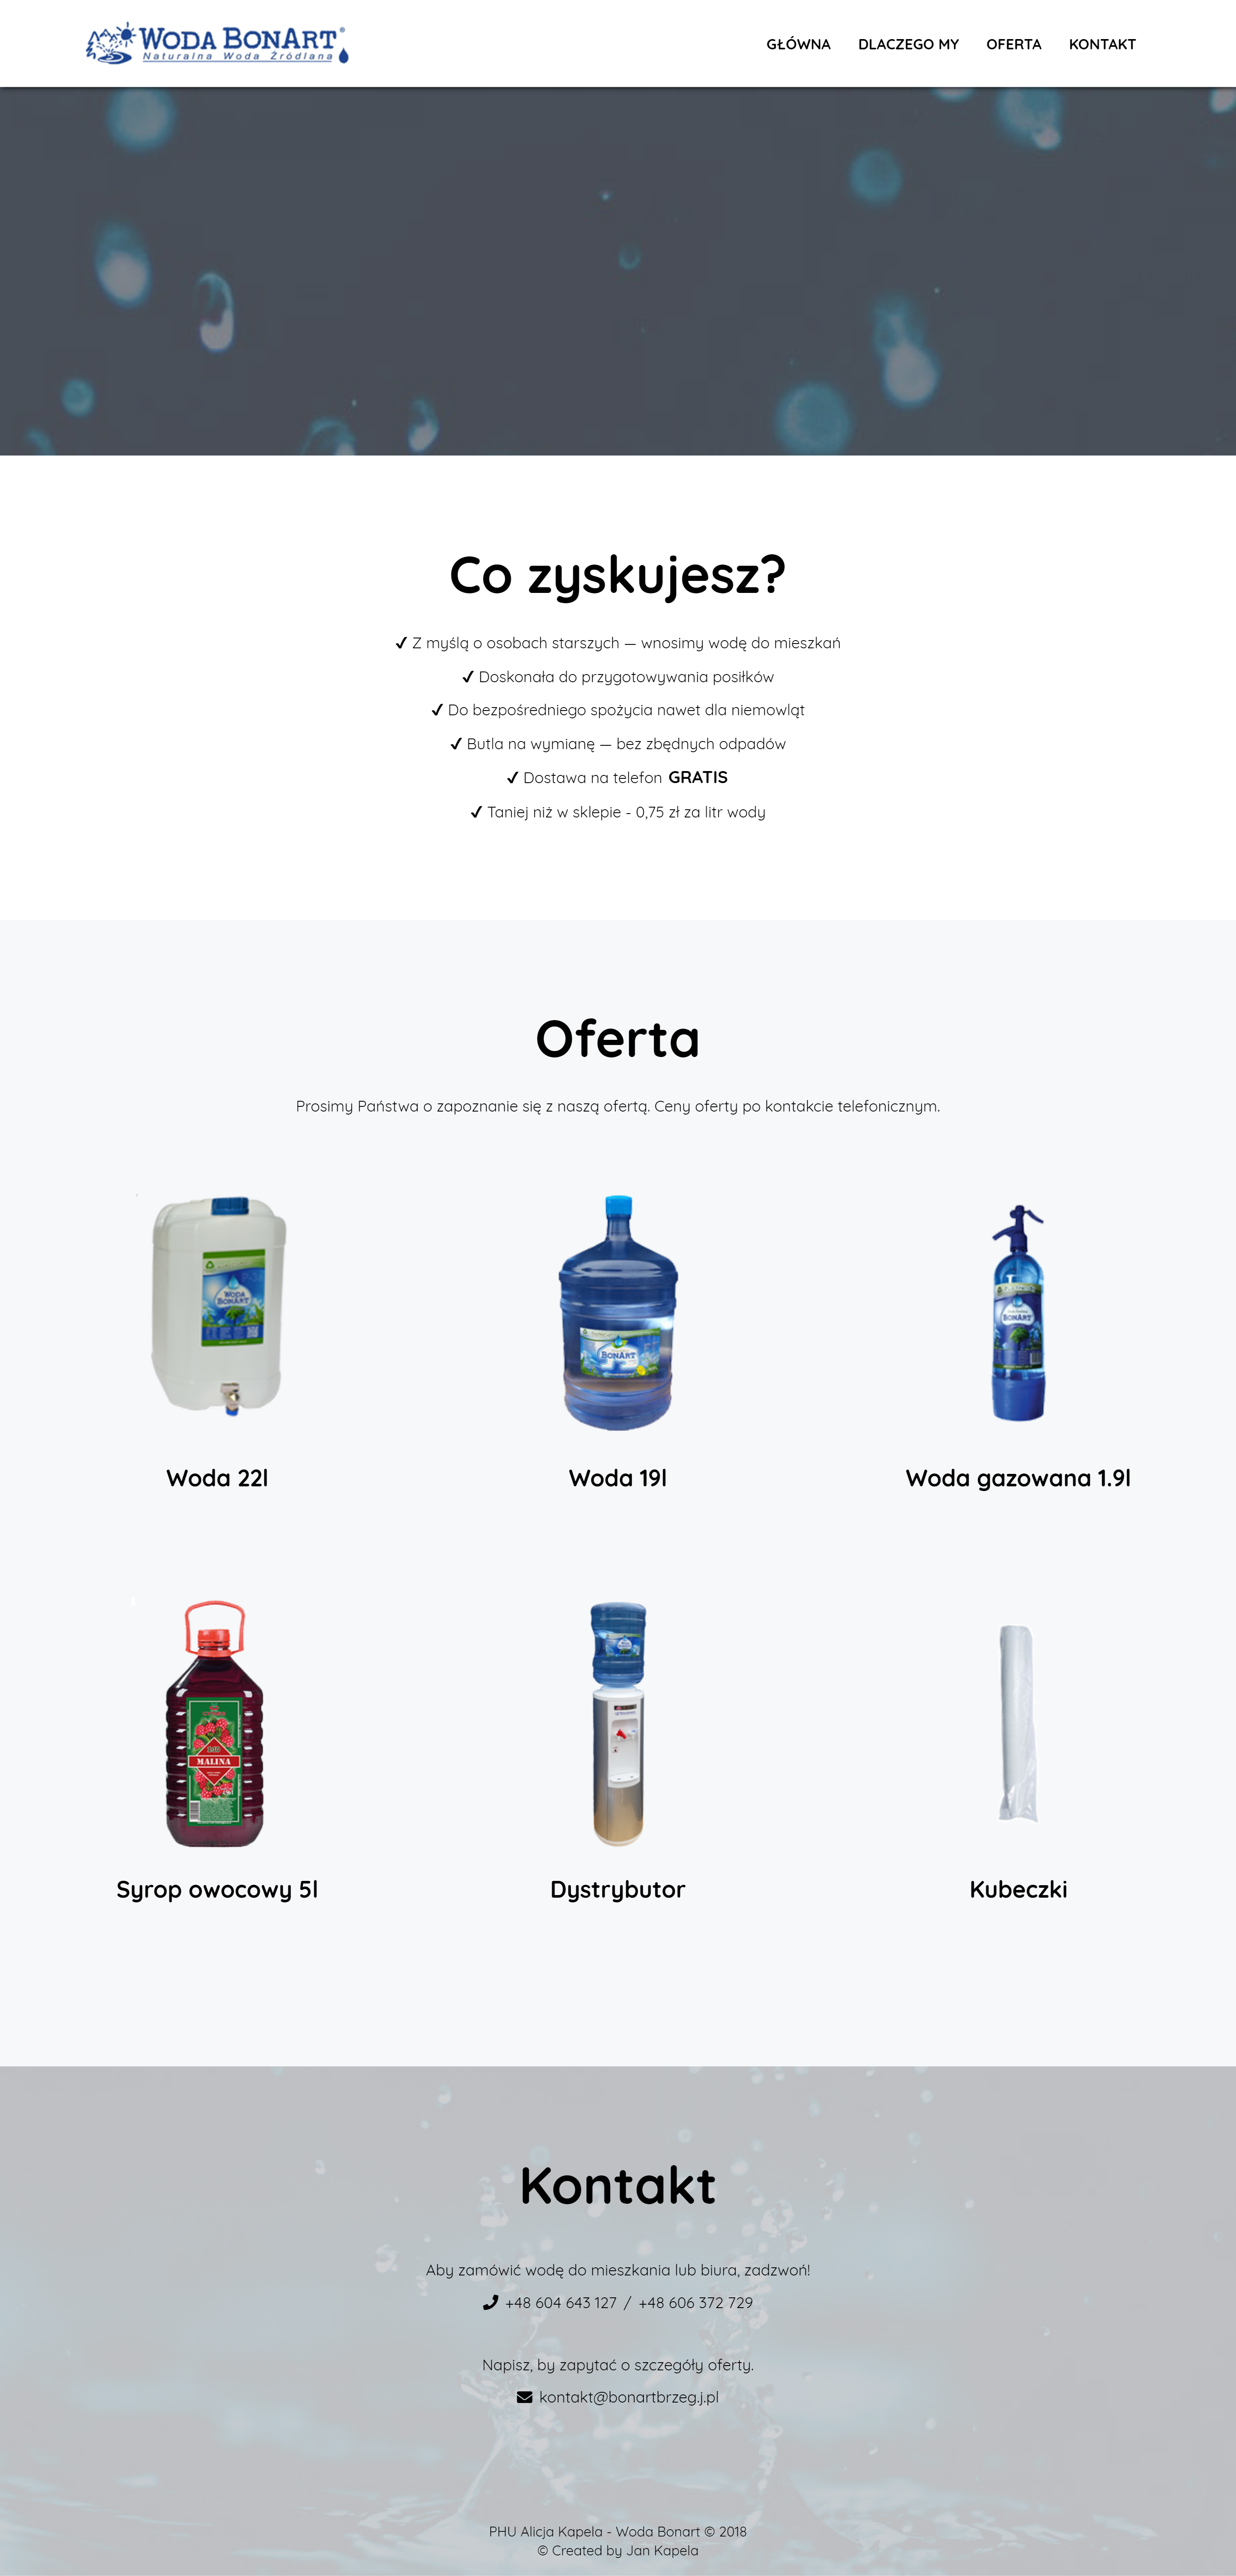 WODA BONART
Naturalna Woda Źródlana
GŁÓWNA
DLACZEGO MY
OFERTA
KONTAKT
Co zyskujesz?
✓ Z myślą o osobach starszych — wnosimy wodę do mieszkań
✓ Doskonała do przygotowywania posiłków
✓ Do bezpośredniego spożycia nawet dla niemowląt
✓ Butla na wymianę — bez zbędnych odpadów
✓ Dostawa na telefon GRATIS
✓ Taniej niż w sklepie - 0,75 zł za litr wody
Oferta
Prosimy Państwa o zapoznanie się z naszą ofertą. Ceny oferty po kontakcie telefonicznym.
WODA
BONART
BONART
BONART
Woda 22l
Woda 19l
Woda gazowana 1.9l
MALINA
Syrop owocowy 5l
Dystrybutor
Kubeczki
Kontakt
Aby zamówić wodę do mieszkania lub biura, zadzwoń!
+48 604 643 127 / +48 606 372 729
Napisz, by zapytać o szczegóły oferty.
kontakt@bonartbrzeg.j.pl
PHU Alicja Kapela - Woda Bonart © 2018
© Created by Jan Kapela